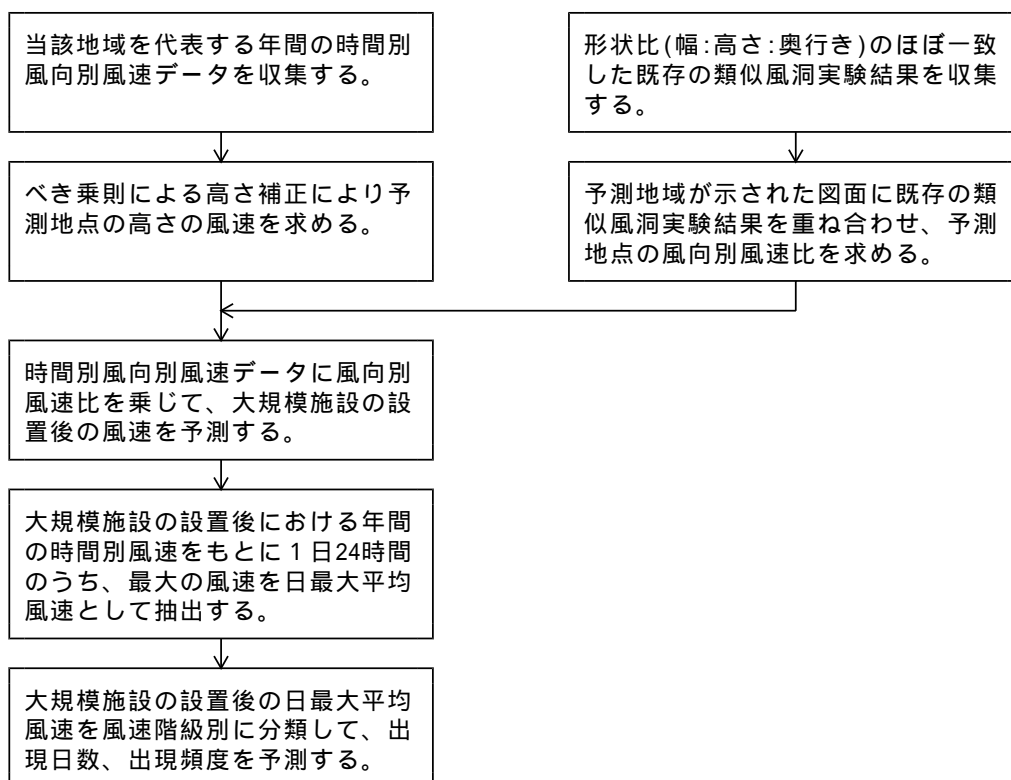 当該地域を代表する年間の時間別
風向別風速データを収集する。
形状比(幅:高さ:奥行き)のほぼ一致
した既存の類似風洞実験結果を収集
する。
べき乗則による高さ補正により予
測地点の高さの風速を求める。
予測地域が示された図面に既存の類
似風洞実験結果を重ね合わせ、予測
地点の風向別風速比を求める。
時間別風向別風速データに風向別
風速比を乗じて、大規模施設の設
置後の風速を予測する。
大規模施設の設置後における年間
の時間別風速をもとに1日24時間
のうち、最大の風速を日最大平均
風速として抽出する。
大規模施設の設置後の日最大平均
風速を風速階級別に分類して、出
現日数、出現頻度を予測する。